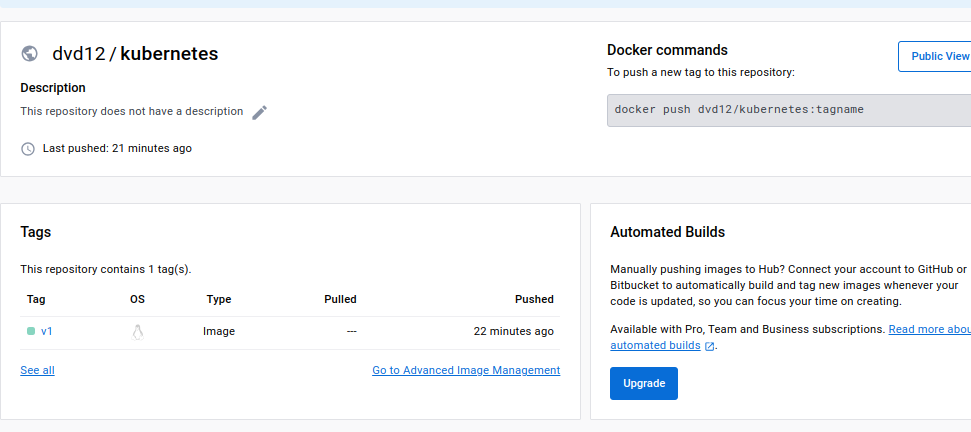 dvd12 / kubernetes
Description
This repository does not have a description
Last pushed: 21 minutes ago
Docker commands
To push a new tag to this repository:
Public View
docker push dvd12/kubernetes:tagname
Tags
This repository contains 1 tag(s).
Tag OS Type Pulled Pushed
v1 Image --- 22 minutes ago
See all Go to Advanced Image Management
Automated Builds
Manually pushing images to Hub? Connect your account to GitHub or
Bitbucket to automatically build and tag new images whenever your
code is updated, so you can focus your time on creating.
Available with Pro, Team and Business subscriptions. Read more abou
automated builds.
Upgrade